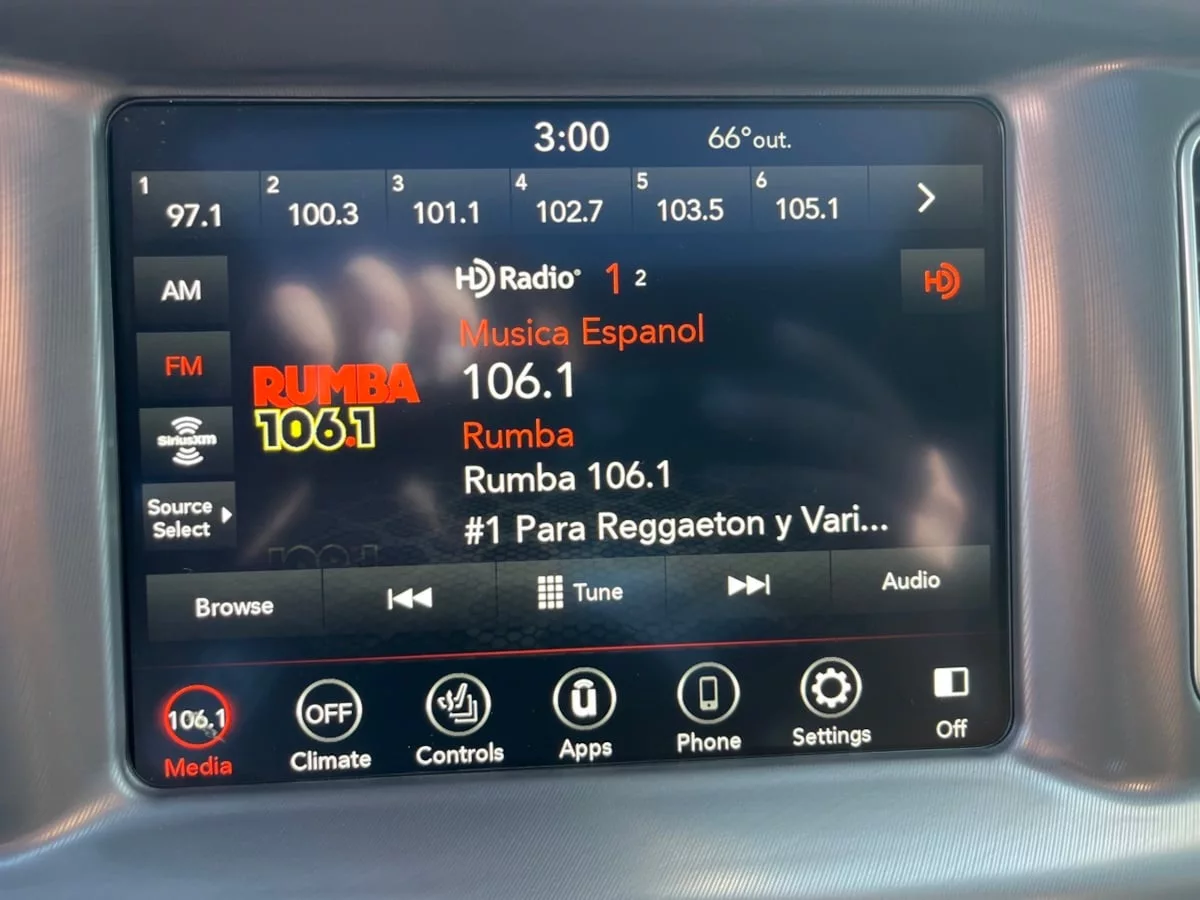 3:00 66°out.
1 97.1 2 100.3 3 101.1 4 102.7 5 103.5 6 105.1
AM
FM
SiriusXM
Source
Select
RUMBA
106.1
HD Radio® 1 2
HD
Musica Espanol
106.1
Rumba
Rumba 106.1
#1 Para Reggaeton y Vari...
Browse Tune Audio
106.1 OFF
Media Climate Controls Apps Phone Settings Off